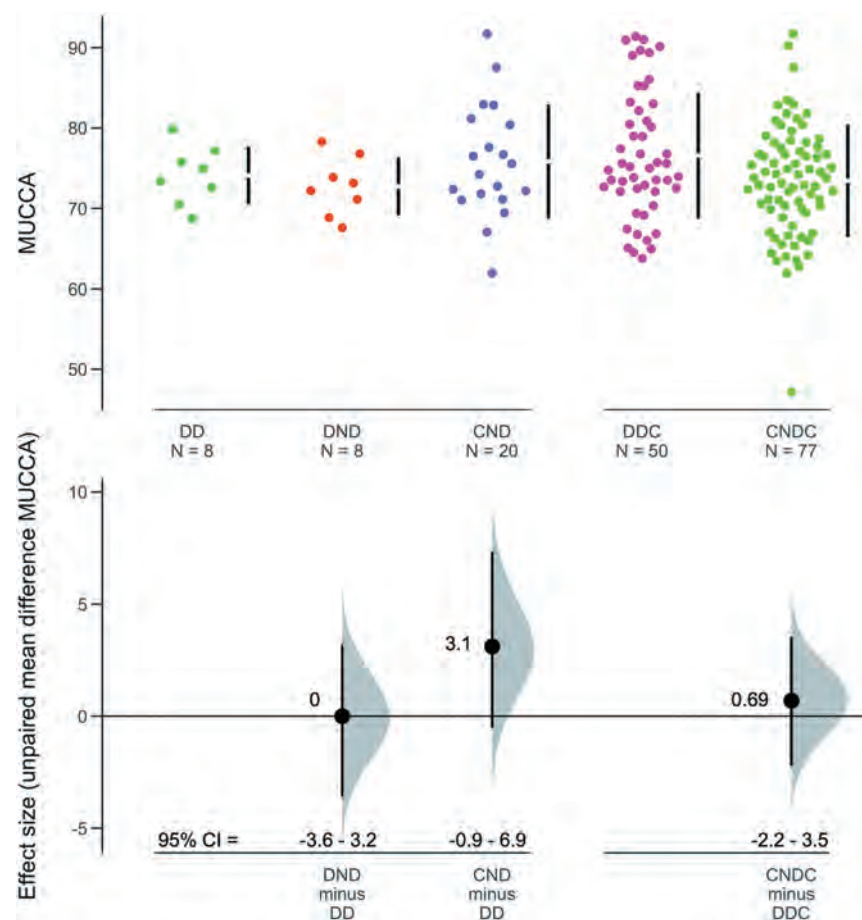 90
80
70
60
50
MUCCA
DD DND CND DDC CNDC
N = 8 N = 8 N = 20 N = 50 N = 77
10
5
0
-5
Effect size (unpaired mean difference MUCCA)
0
3.1
0.69
95% CI = -3.6 - 3.2 -0.9 - 6.9 -2.2 - 3.5
DND CND CNDC
minus minus minus
DD DD DDC